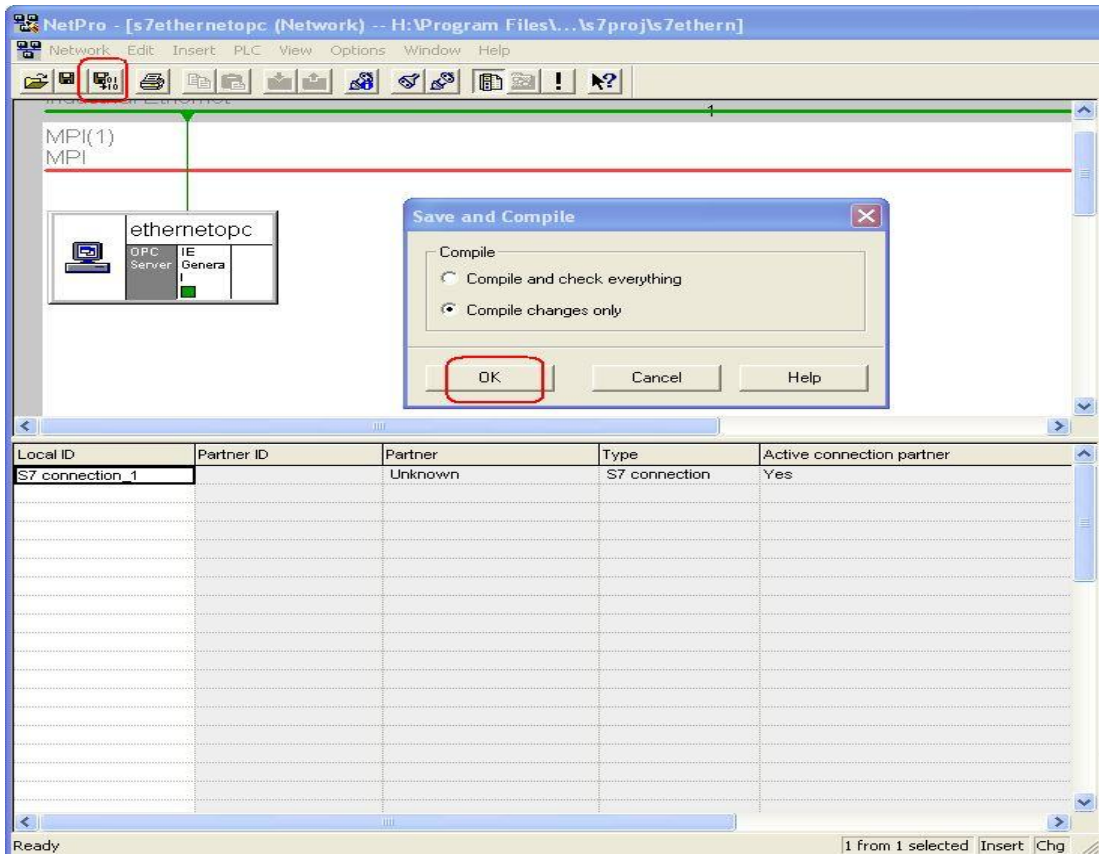 NetPro - [s7ethernetopc (Network) -- H:\Program Files\...\s7proj\s7ethern]
Network Edit Insert PLC View Options Window Help
Industrial Ethernet
1
MPI(1)
MPI
ethernetopc
OPC Server
IE Genera l
Save and Compile
Compile
Compile and check everything
Compile changes only
OK Cancel Help
Local ID Partner ID Partner Type Active connection partner
S7 connection_1 Unknown S7 connection Yes
Ready 1 from 1 selected Insert Chg